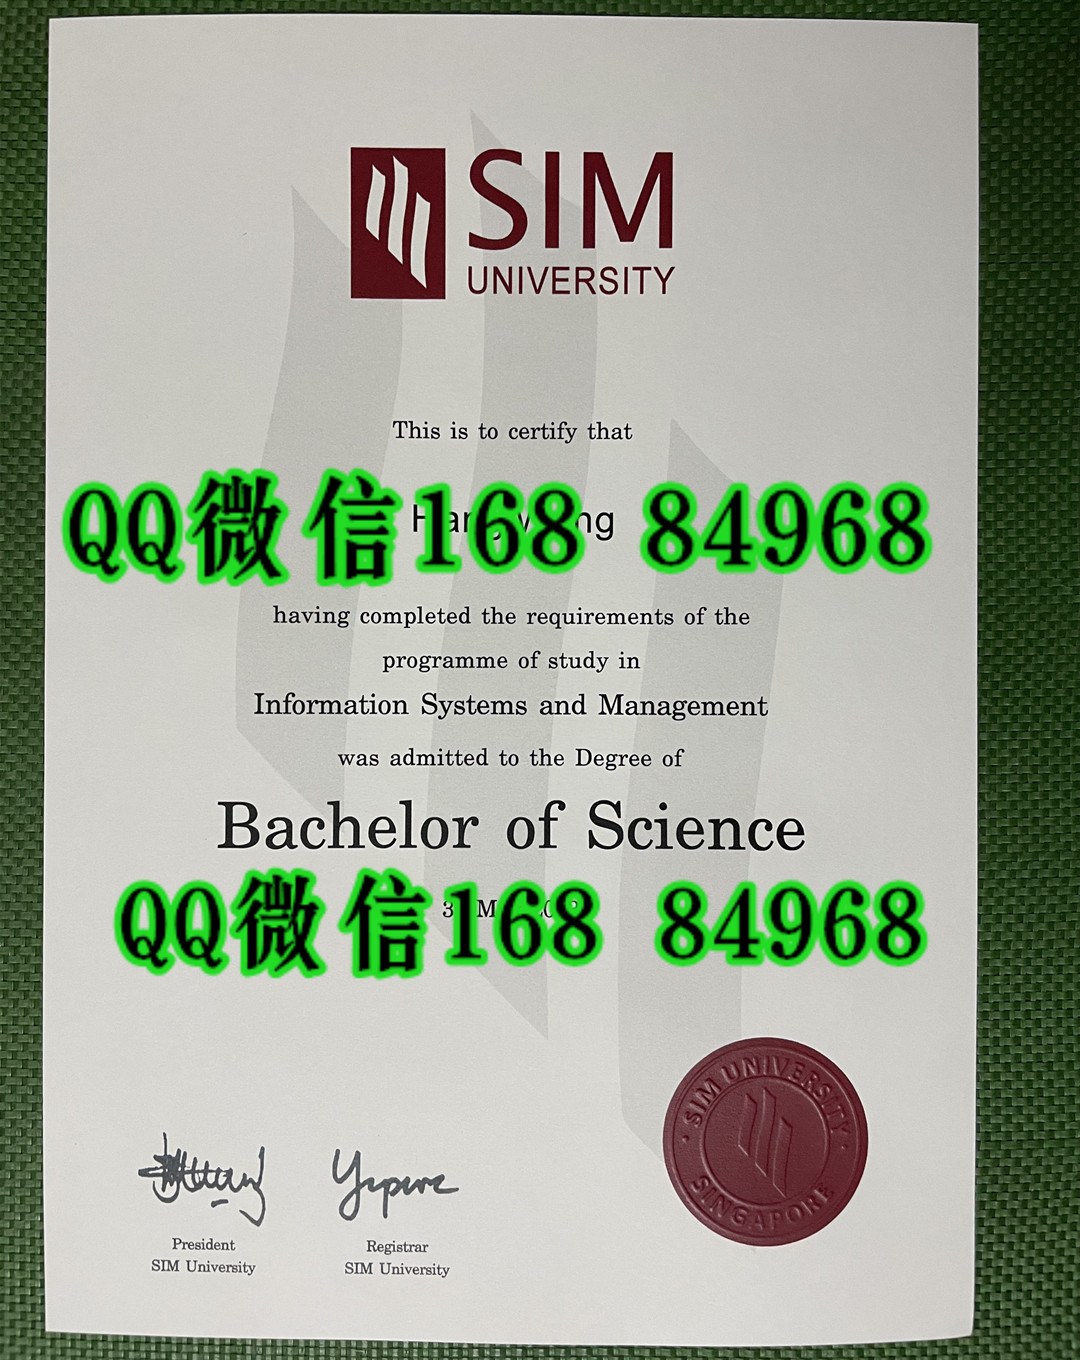 SIM
UNIVERSITY
This is to certify that
QQ微信168 84968
having completed the requirements of the
programme of study in
Information Systems and Management
was admitted to the Degree of
Bachelor of Science
QQ微信168 84968
SIM UNIVERSITY
SINGAPORE
President
SIM University
Registrar
SIM University